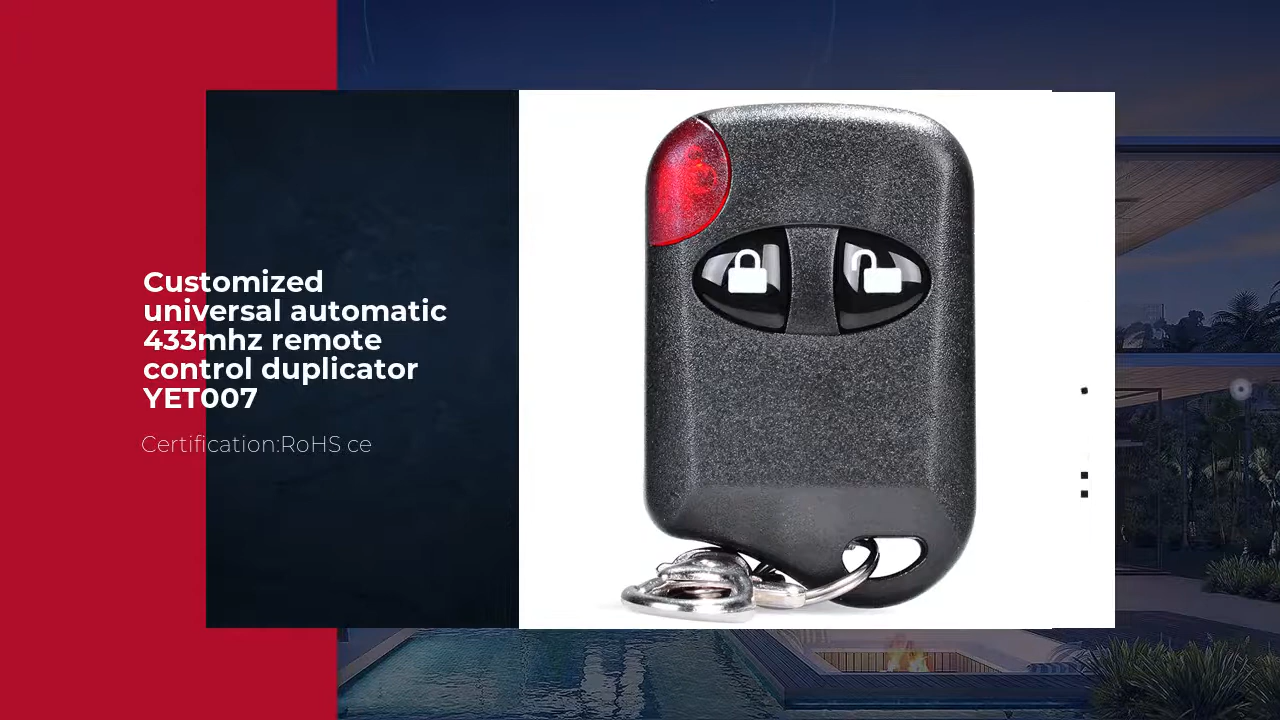 Customized
universal automatic
433mhz remote
control duplicator
YET007
Certification:RoHS ce